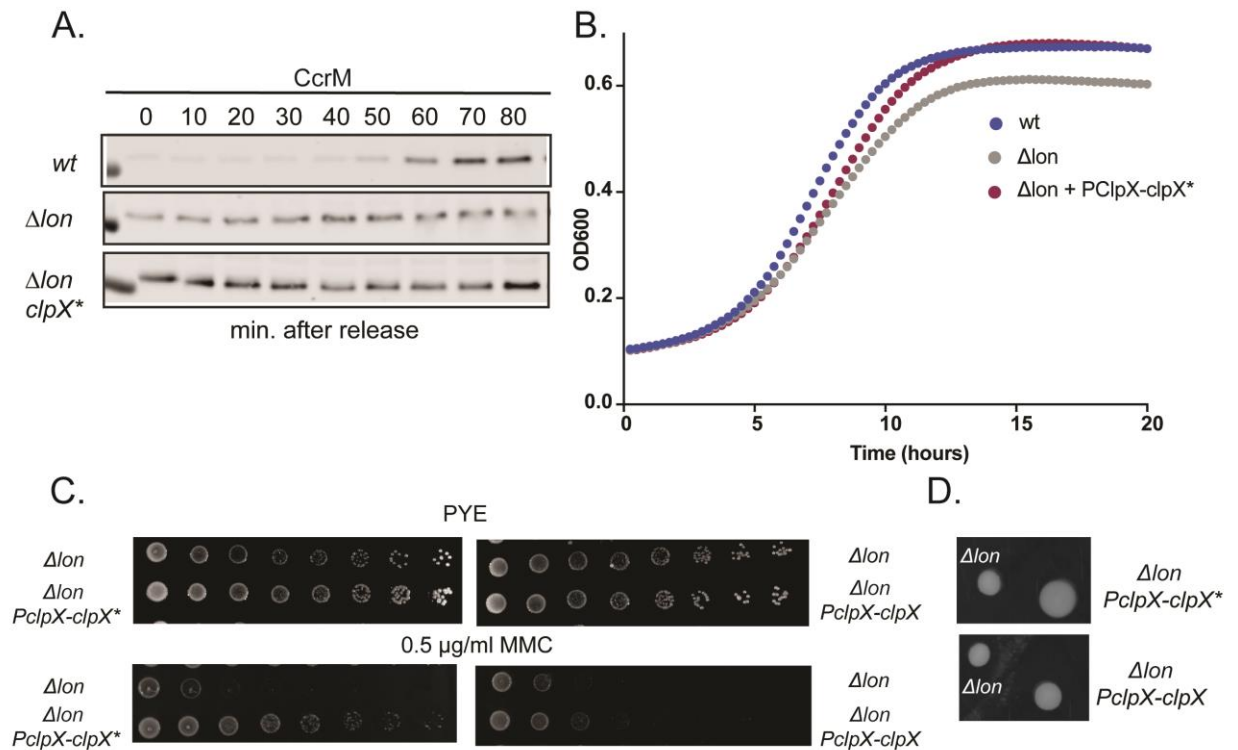 A.
CcrM
0 10 20 30 40 50 60 70 80
wt
Δlon
Δlon
clpX*
min. after release
B.
OD600
0.6
0.4
0.2
0.0
0 5 10 15 20
Time (hours)
wt
Δlon
Δlon + PClpX-clpX*
C.
PYE
Δlon
Δlon
PclpX-clpX*
Δlon
Δlon
PclpX-clpX
0.5 µg/ml MMC
Δlon
Δlon
PclpX-clpX*
Δlon
Δlon
PclpX-clpX
D.
Δlon
Δlon
PclpX-clpX*
Δlon
Δlon
PclpX-clpX